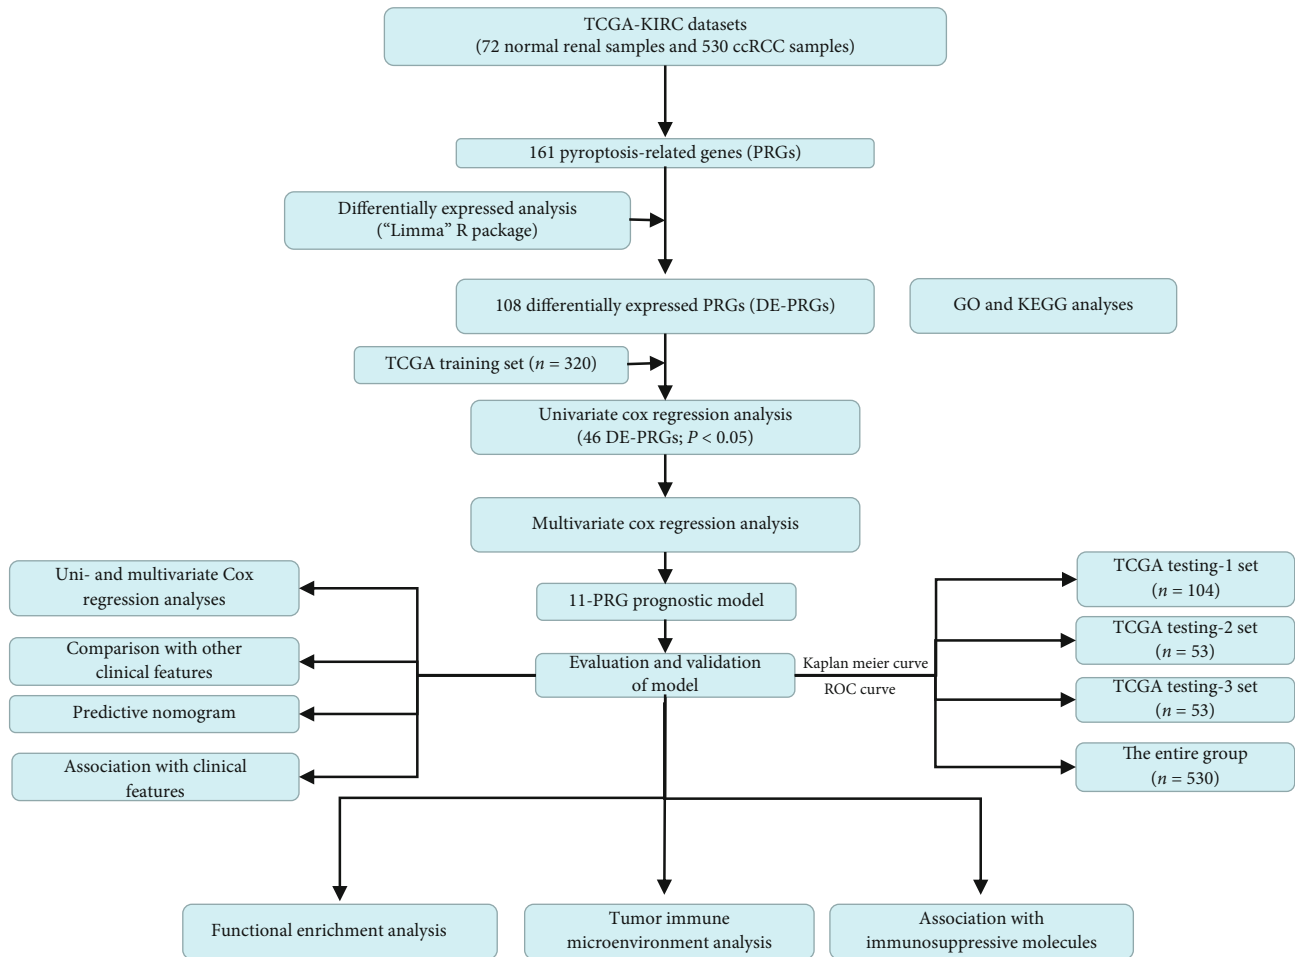 TCGA-KIRC datasets
(72 normal renal samples and 530 ccRCC samples)
161 pyroptosis-related genes (PRGs)
Differentially expressed analysis
(“Limma” R package)
108 differentially expressed PRGs (DE-PRGs)
GO and KEGG analyses
TCGA training set (n = 320)
Univariate cox regression analysis
(46 DE-PRGs; P < 0.05)
Multivariate cox regression analysis
11-PRG prognostic model
Evaluation and validation
of model
Uni- and multivariate Cox
regression analyses
Comparison with other
clinical features
Predictive nomogram
Association with clinical
features
Kaplan meier curve
ROC curve
TCGA testing-1 set
(n = 104)
TCGA testing-2 set
(n = 53)
TCGA testing-3 set
(n = 53)
The entire group
(n = 530)
Functional enrichment analysis
Tumor immune
microenvironment analysis
Association with
immunosuppressive molecules